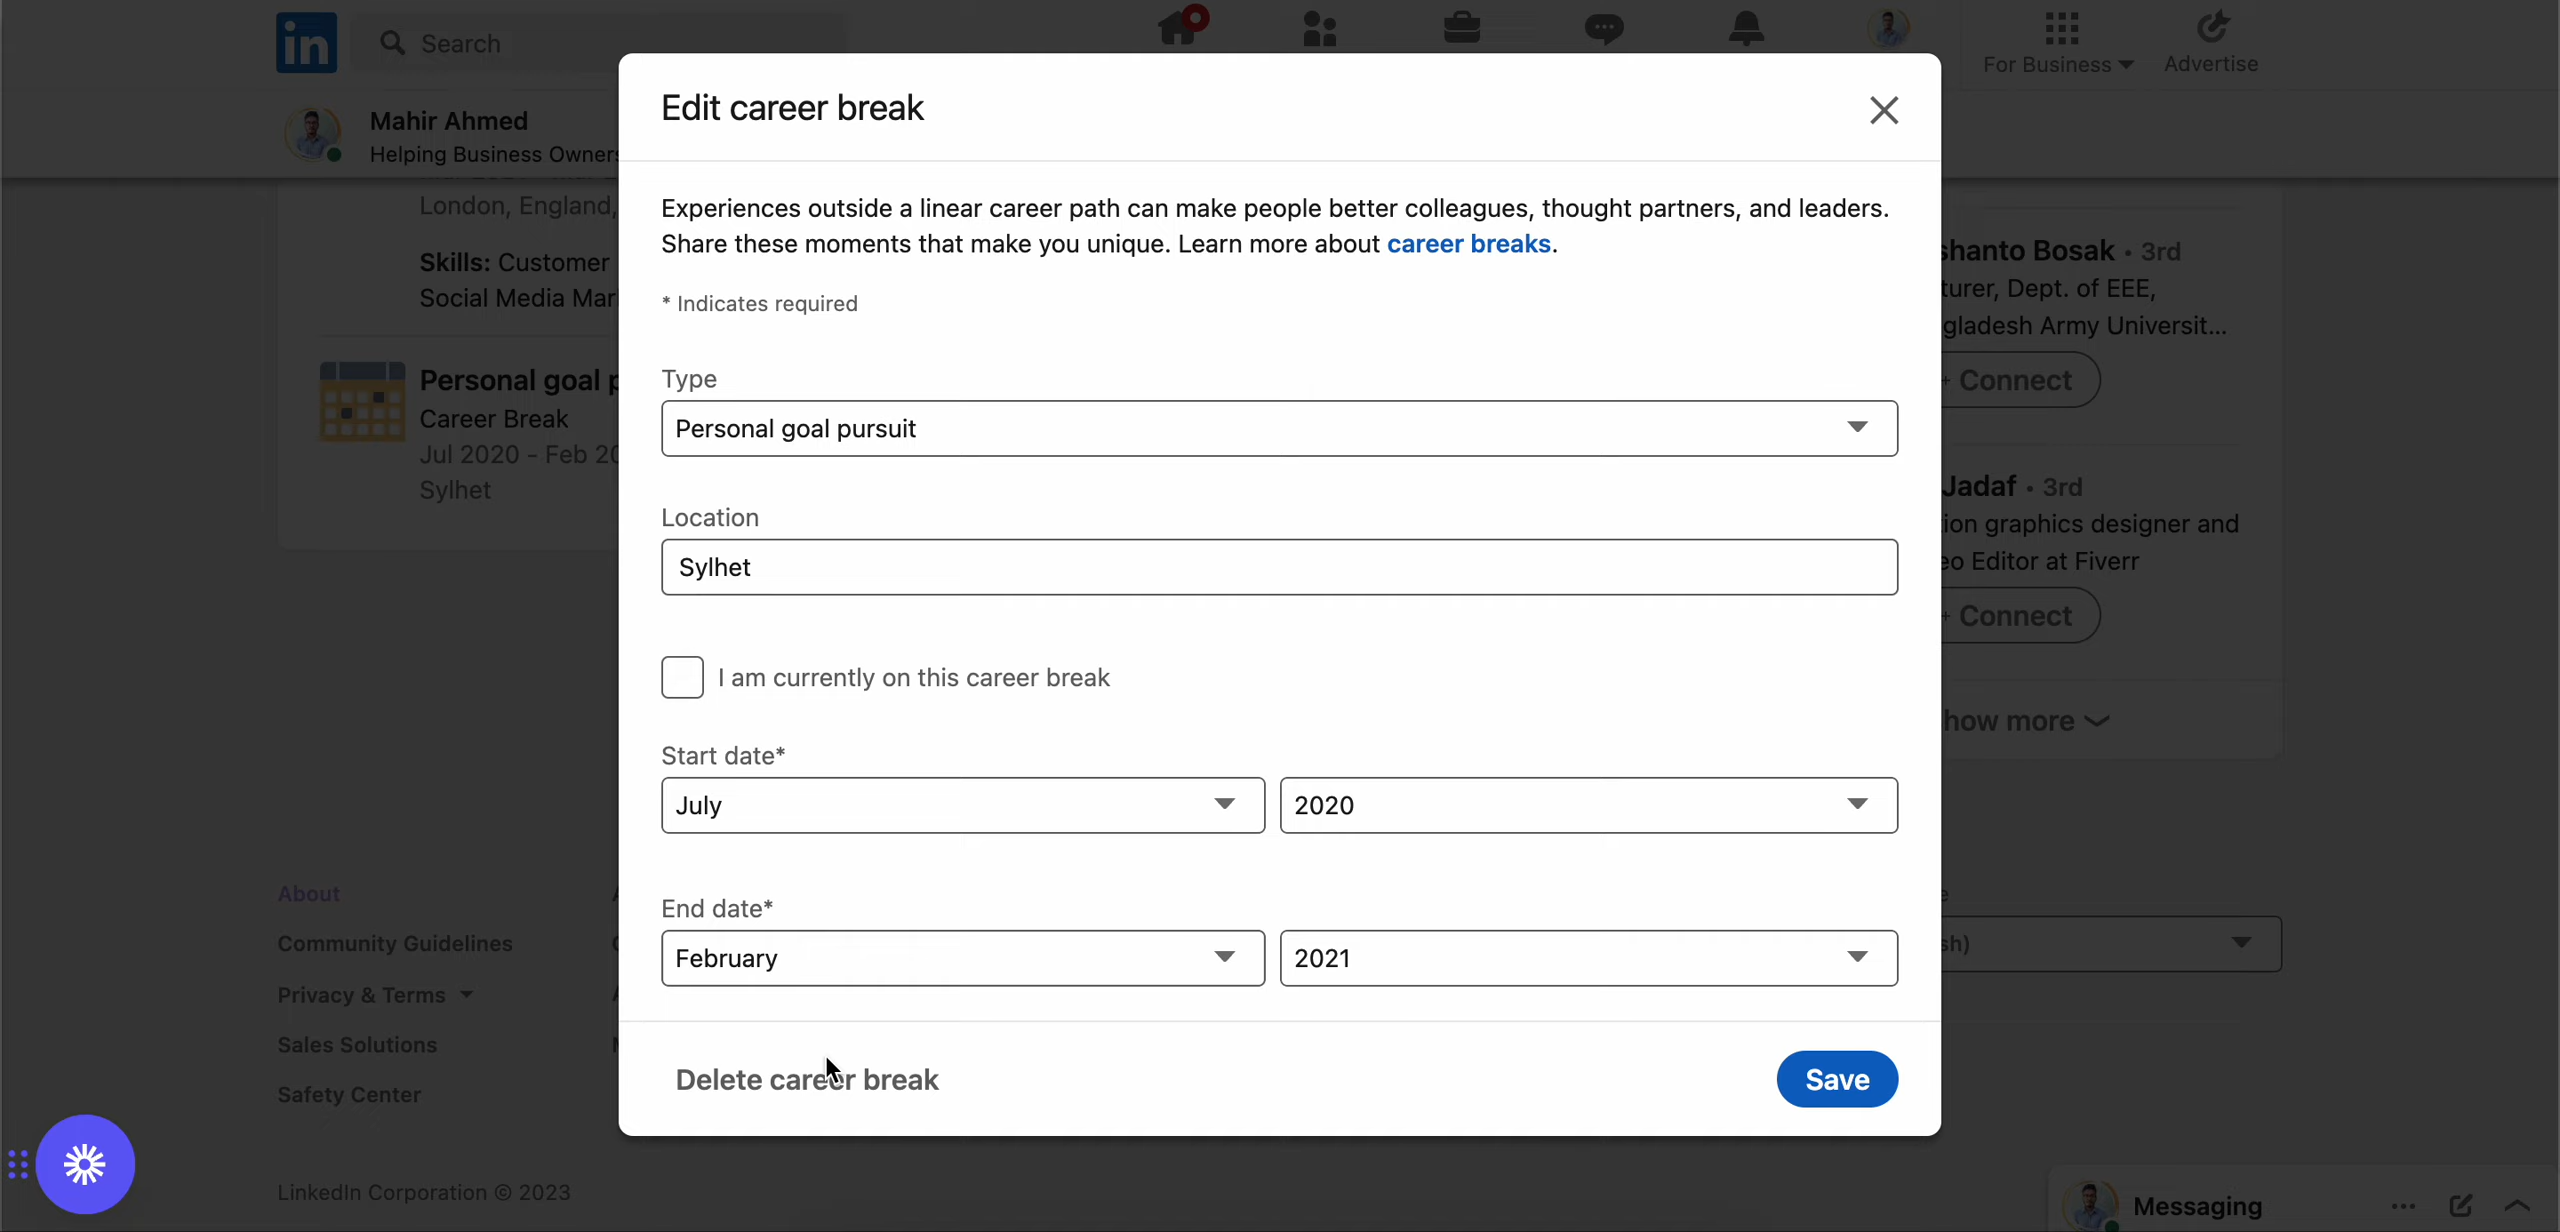 in
Search
For Business
Advertise
Mahir Ahmed
Helping Business Owners
London, England,
Skills: Customer
Social Media Mar
Personal goal p
Career Break
Jul 2020 - Feb 20
Sylhet
Edit career break
Experiences outside a linear career path can make people better colleagues, thought partners, and leaders.
Share these moments that make you unique. Learn more about career breaks.
* Indicates required
Type
Personal goal pursuit
Location
Sylhet
I am currently on this career break
Start date*
July
2020
End date*
February
2021
Delete career break
Save
shanto Bosak • 3rd
turer, Dept. of EEE,
gladesh Army Universit...
+ Connect
Jadaf • 3rd
ion graphics designer and
eo Editor at Fiverr
+ Connect
how more
About
Community Guidelines
Privacy & Terms
Sales Solutions
Safety Center
LinkedIn Corporation © 2023
sh)
Messaging